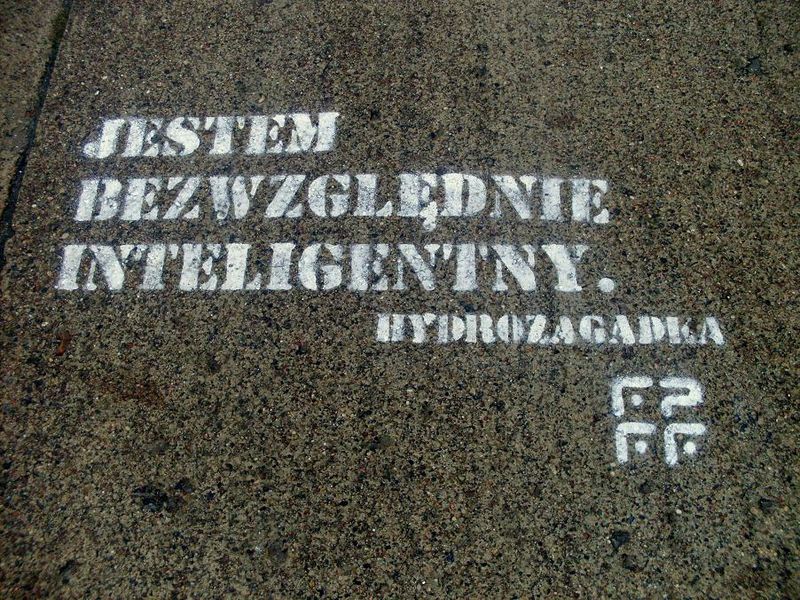 JESTEM
BEZWZGLĘDNIE
INTELIGENTNY.
HYDROZAGADKA